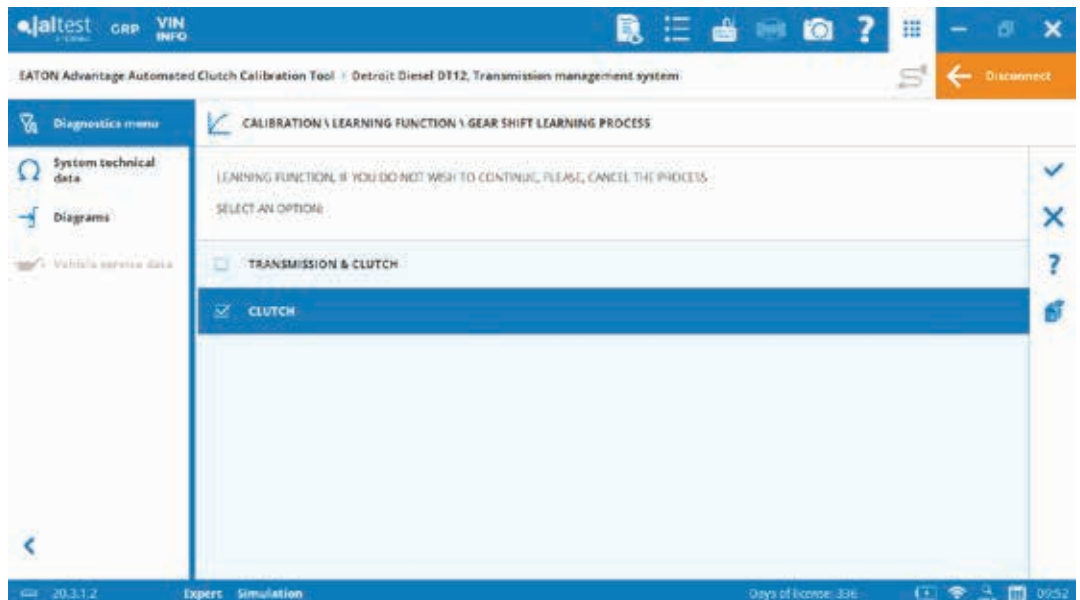 altest GRP VIN
INFO
EATON Advantage Automated Clutch Calibration Tool Detroit Diesel DT12, Transmission management system
Disconnect
Diagnostics menu
CALIBRATION \ LEARNING FUNCTION \ GEAR SHIFT LEARNING PROCESS
System technical
data
LEARNING FUNCTION, IF YOU DO NOT WISH TO CONTINUE, PLEASE, CANCEL THE PROCESS
SELECT AN OPTION:
Diagrams
Vehicle service data
TRANSMISSION & CLUTCH
CLUTCH
20.3.1.2 Expert Simulation Days of license: 336 09:52